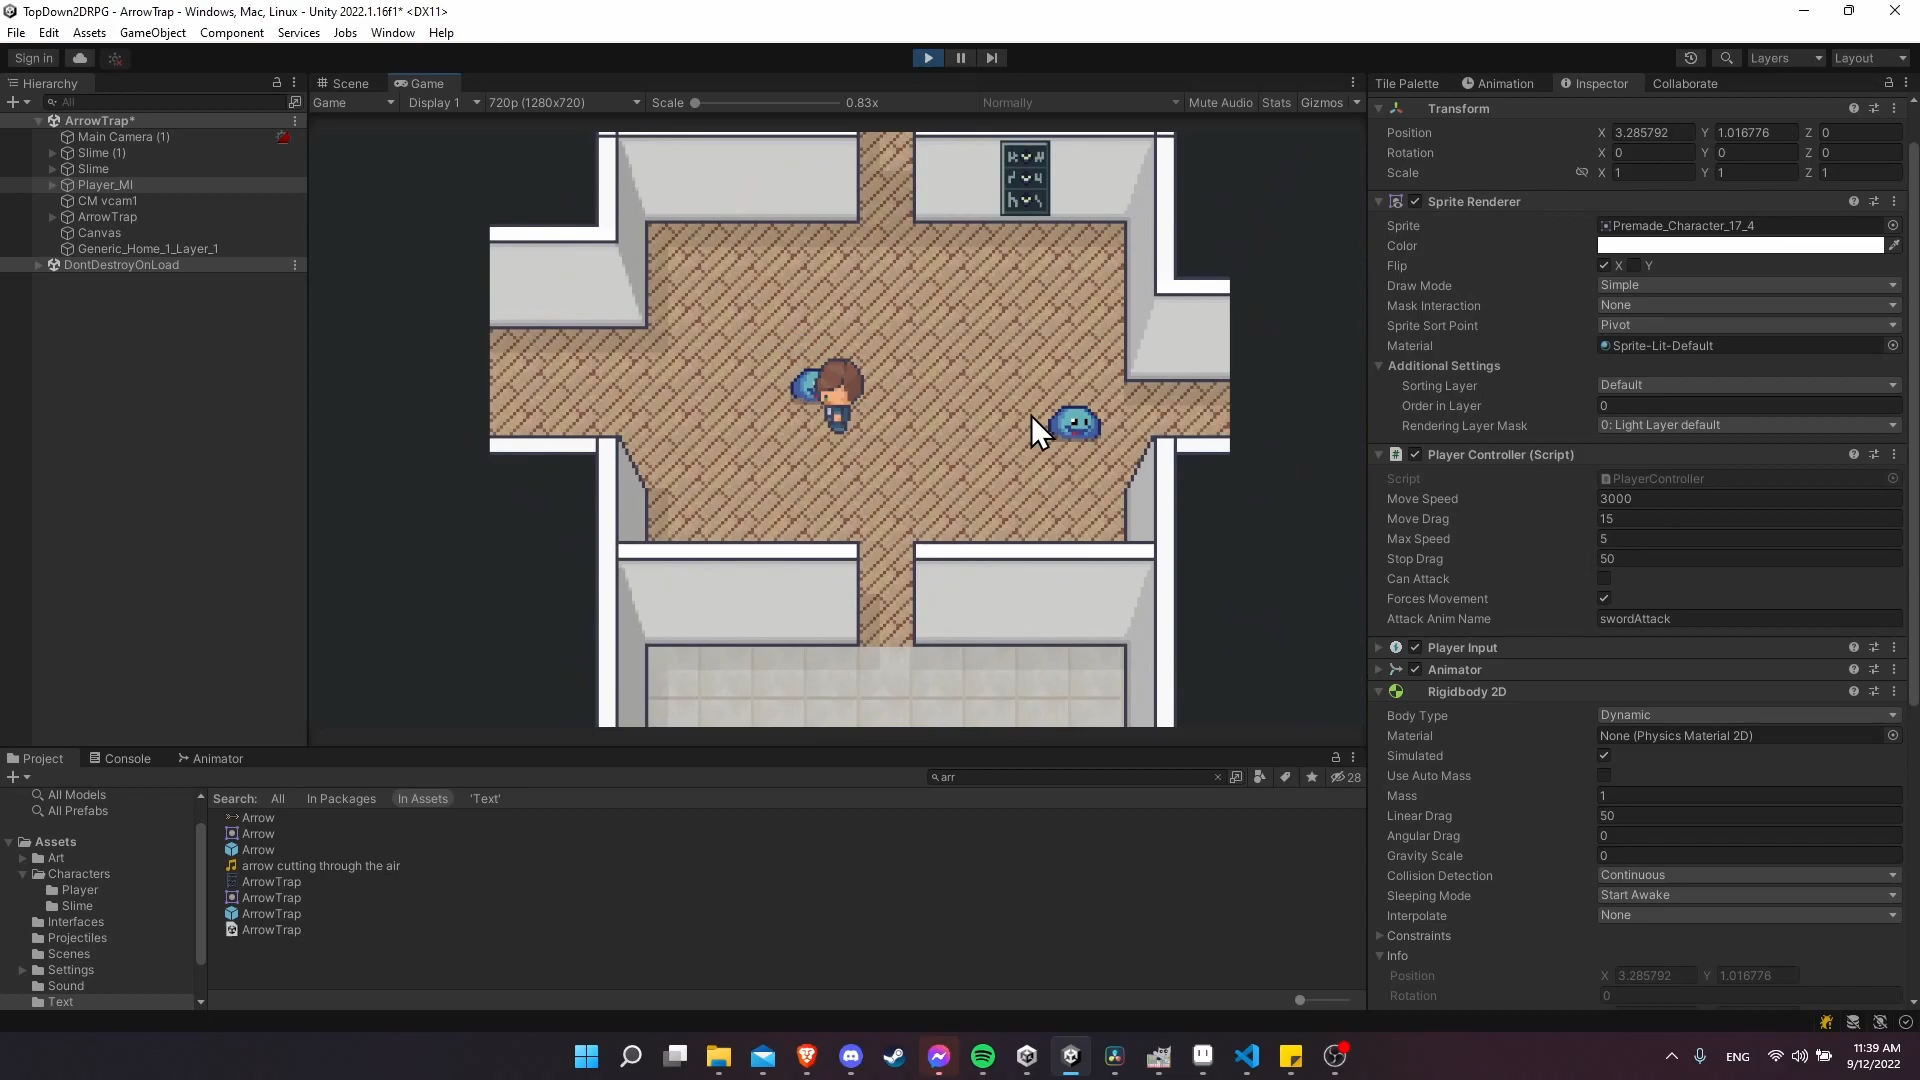 TopDown2DRPG - ArrowTrap - Windows, Mac, Linux - Unity 2022.1.16f1* <DX11>
File Edit Assets GameObject Component Services Jobs Window Help
Sign in
Layers
Layout
Hierarchy
All
ArrowTrap*
Main Camera (1)
Slime (1)
Slime
Player_MI
CM vcam1
ArrowTrap
Canvas
Generic_Home_1_Layer_1
DontDestroyOnLoad
Scene Game
Game Display 1 720p (1280x720) Scale 0.83x Normally Mute Audio Stats Gizmos
Tile Palette Animation Inspector Collaborate
Transform
Position X 3.285792 Y 1.016776 Z 0
Rotation X 0 Y 0 Z 0
Scale X 1 Y 1 Z 1
Sprite Renderer
Sprite Premade_Character_17_4
Color
Flip X Y
Draw Mode Simple
Mask Interaction None
Sprite Sort Point Pivot
Material Sprite-Lit-Default
Additional Settings
Sorting Layer Default
Order in Layer 0
Rendering Layer Mask 0: Light Layer default
# Player Controller (Script)
Script PlayerController
Move Speed 3000
Move Drag 15
Max Speed 5
Stop Drag 50
Can Attack
Forces Movement
Attack Anim Name swordAttack
Player Input
Animator
Rigidbody 2D
Body Type Dynamic
Material None (Physics Material 2D)
Simulated
Use Auto Mass
Mass 1
Linear Drag 50
Angular Drag 0
Gravity Scale 0
Collision Detection Continuous
Sleeping Mode Start Awake
Interpolate None
Constraints
Info
Position X 3.285792 Y 1.016776
Rotation 0
Project Console Animator
arr
28
All Models
All Prefabs
Assets
Art
Characters
Player
Slime
Interfaces
Projectiles
Scenes
Settings
Sound
Text
Search: All In Packages In Assets 'Text'
Arrow
Arrow
Arrow
arrow cutting through the air
ArrowTrap
ArrowTrap
ArrowTrap
ArrowTrap
ENG
11:39 AM
9/12/2022